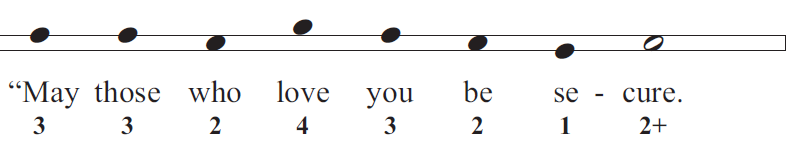 “May those who love you be se - cure.
3 3 2 4 3 2 1 2+